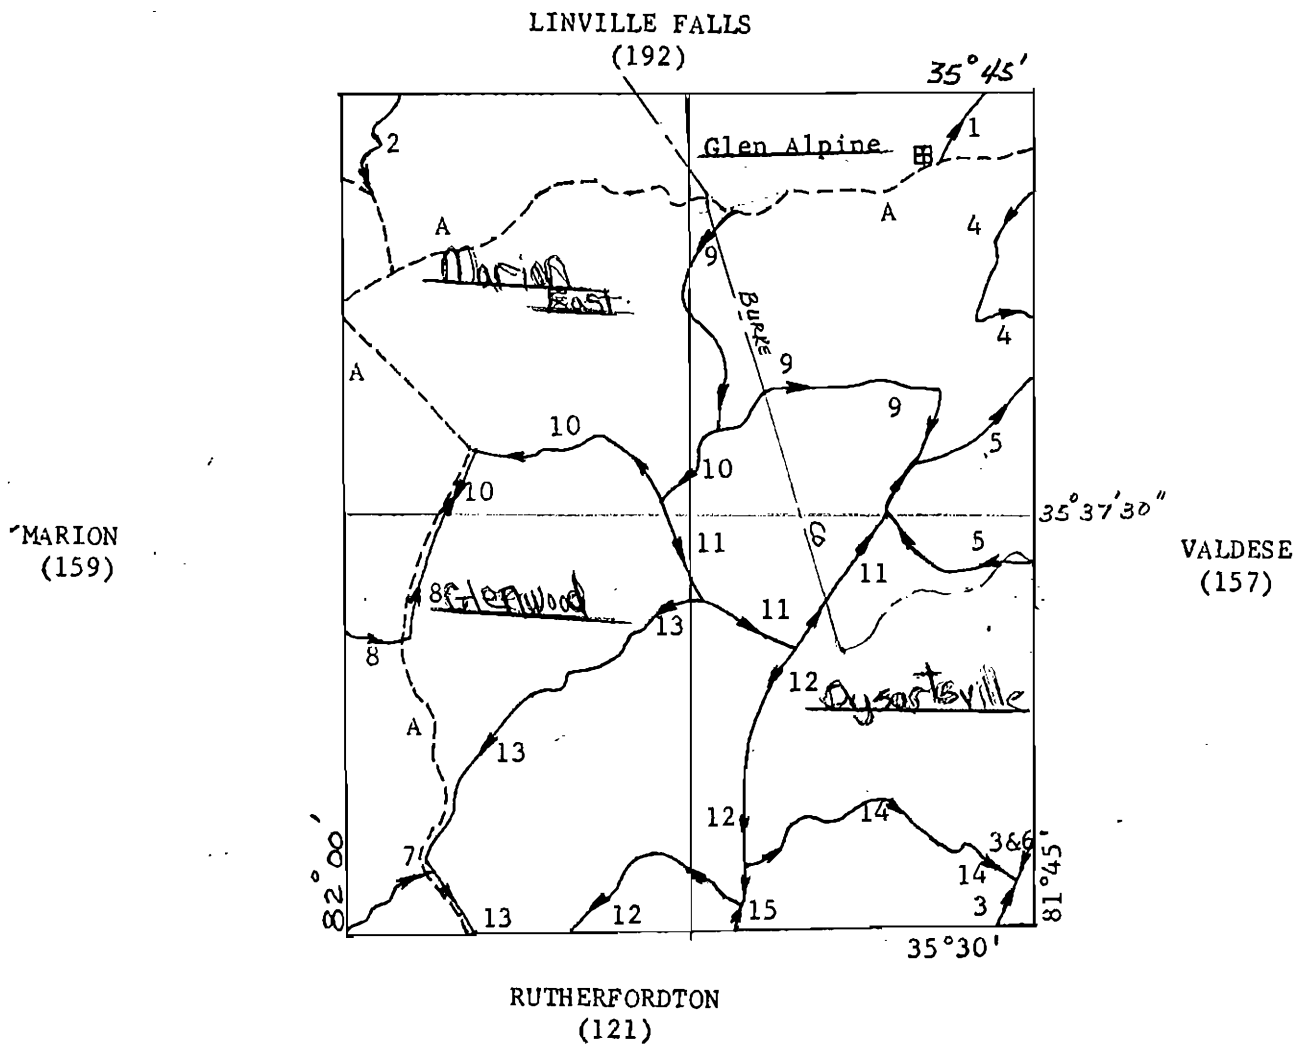 LINVILLE FALLS
(192)
35°45'
2
1
Glen Alpine
A
4
A
9
Marion
East
BURKE
4
A
9
9
10
5
10
10
35°37'30"
MARION
(159)
VALDESE
(157)
11
5
11
8
Glenwood
11
13
8
12
Dysartsville
A
13
12
14
3&6
7
14
82°00'
81°45'
13
12
15
3
35°30'
RUTHERFORDTON
(121)